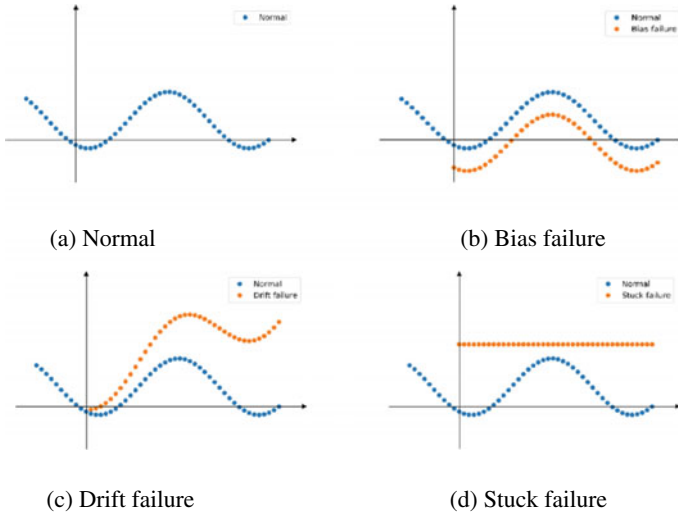 Normal
Normal
Bias failure
(a) Normal
(b) Bias failure
Normal
Drift failure
Normal
Stuck failure
(c) Drift failure
(d) Stuck failure